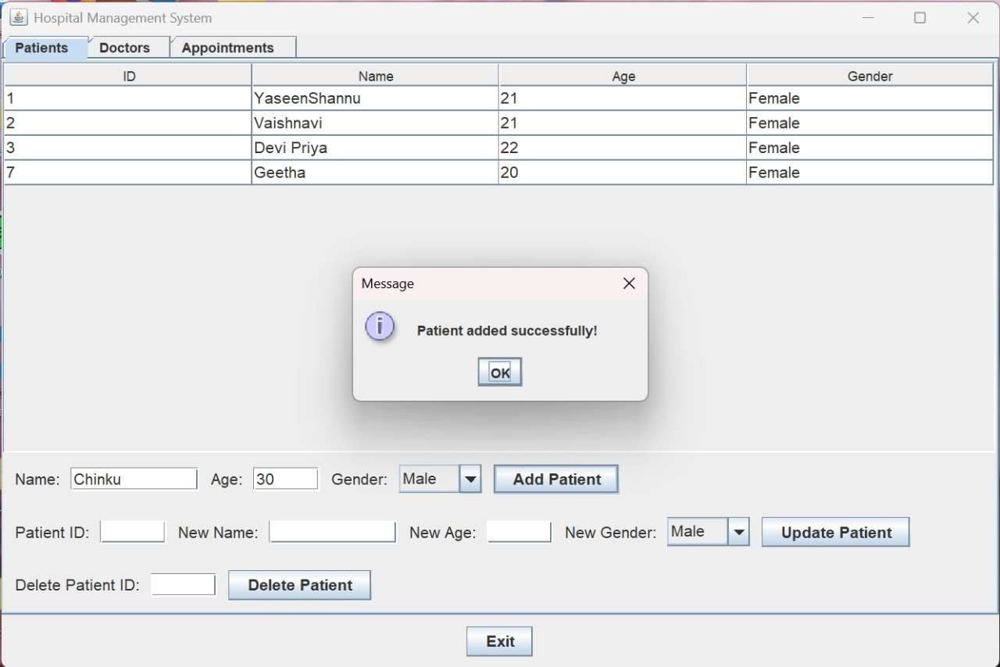 Hospital Management System
Patients Doctors Appointments
ID Name Age Gender
1 YaseenShannu 21 Female
2 Vaishnavi 21 Female
3 Devi Priya 22 Female
7 Geetha 20 Female
Message
Patient added successfully!
OK
Name: Chinku Age: 30 Gender: Male Add Patient
Patient ID: New Name: New Age: New Gender: Male Update Patient
Delete Patient ID: Delete Patient
Exit